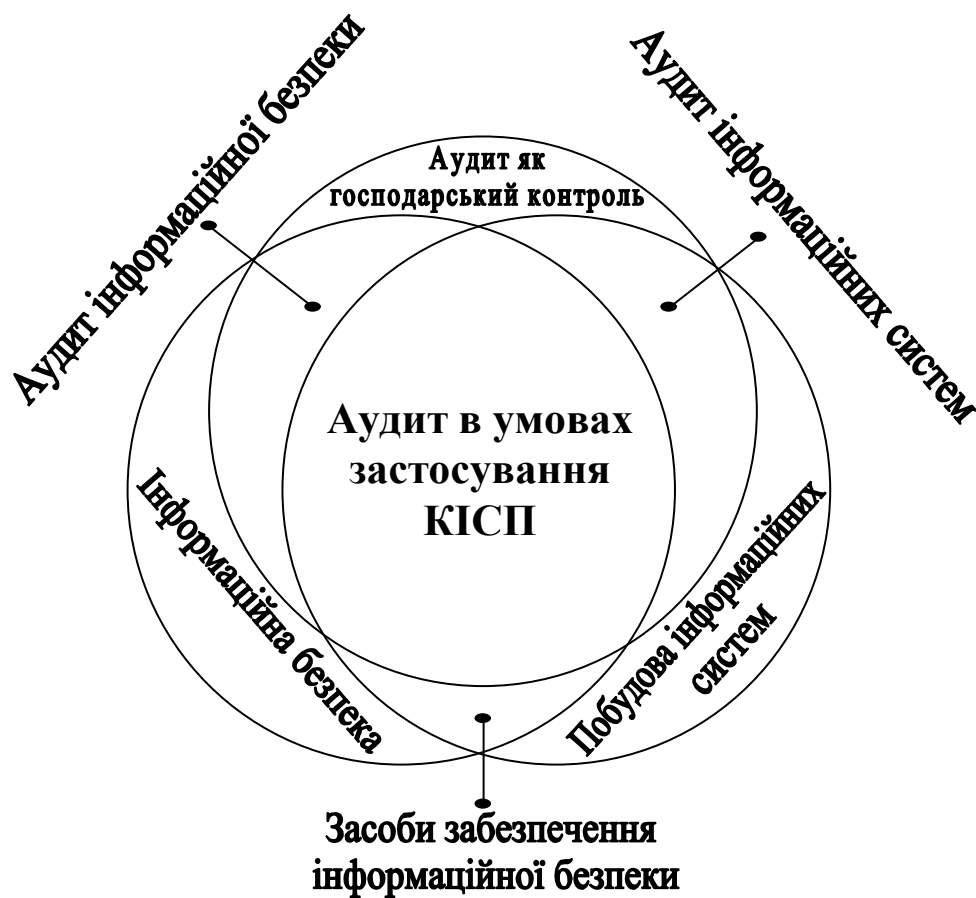 Аудит інформаційної безпеки
Аудит інформаційних систем
Аудит як
господарський контроль
Аудит в умовах
застосування
КІСП
Інформаційна безпека
Побудова інформаційних
систем
Засоби забезпечення
інформаційної безпеки